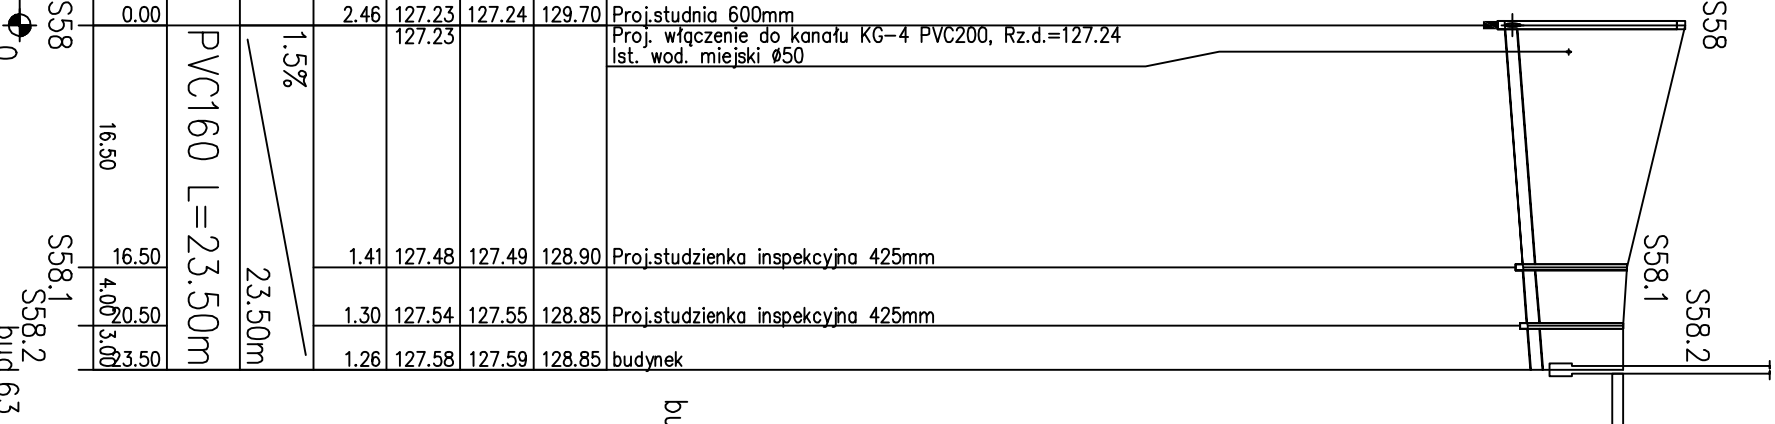 S58
0
0.00
2.46
127.23
127.24
129.70
Proj.studnia 600mm
127.23
Proj. włączenie do kanału KG-4 PVC200, Rz.d.=127.24
Ist. wod. miejski Ø50
S58
1.5%
23.50m
PVC160 L=23.50m
16.50
S58.1
16.50
1.41
127.48
127.49
128.90
Proj.studzienka inspekcyjna 425mm
S58.1
4.00
S58.2
20.50
1.30
127.54
127.55
128.85
Proj.studzienka inspekcyjna 425mm
S58.2
3.00
23.50
1.26
127.58
127.59
128.85
budynek
bud 63
bu